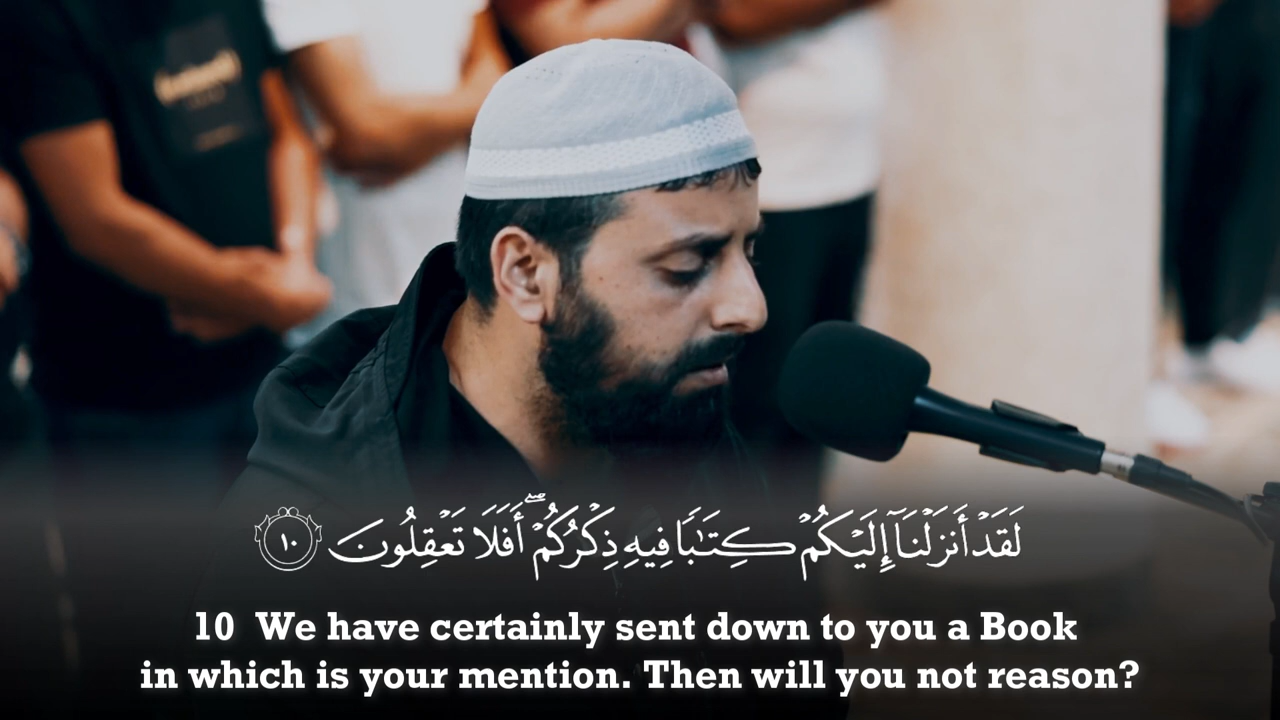 لَقَدْ أَنزَلْنَآ إِلَيْكُمْ كِتَٰبًا فِيهِ ذِكْرُكُمْ ۖ أَفَلَا تَعْقِلُونَ ١٠
10 We have certainly sent down to you a Book
in which is your mention. Then will you not reason?